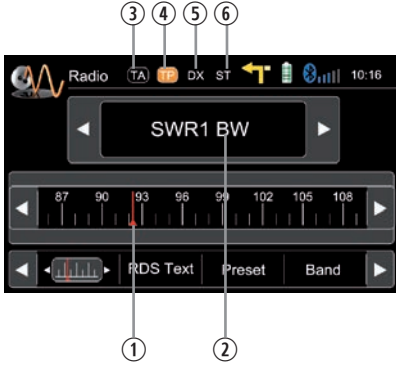 ③ ④ ⑤ ⑥
Radio TA TP DX ST 10:16
SWR1 BW
87 90 93 96 99 102 105 108
RDS Text Preset Band
① ②